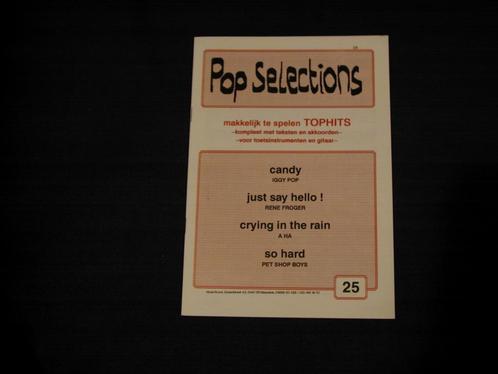 Pop Selections
makkelijk te spelen TOPHITS
-kompleet met teksten en akkoorden-
-voor toetsinstrumenten en gitaar-
candy
IGGY POP
just say hello !
RENE FROGER
crying in the rain
A HA
so hard
PET SHOP BOYS
25